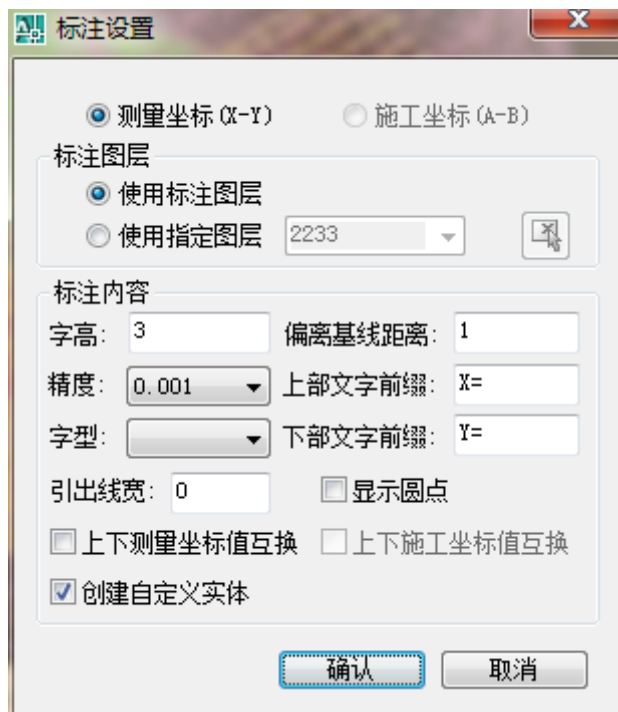 标注设置
测量坐标(X-Y) 施工坐标(A-B)
标注图层
使用标注图层
使用指定图层 2233
标注内容
字高: 3 偏离基线距离: 1
精度: 0.001 上部文字前缀: X=
字型: 下部文字前缀: Y=
引出线宽: 0 显示圆点
上下测量坐标值互换 上下施工坐标值互换
创建自定义实体
确认 取消